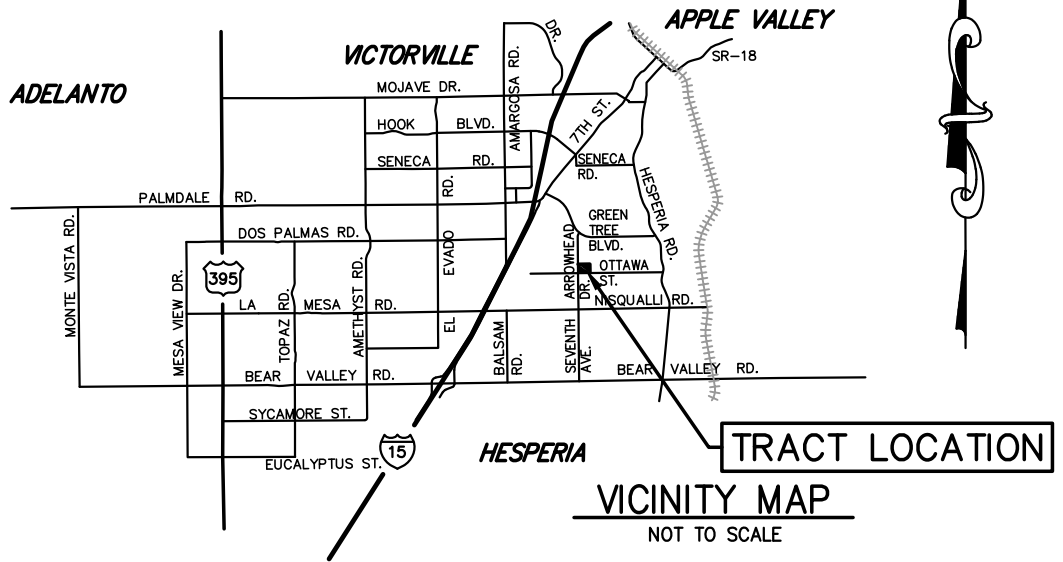 APPLE VALLEY
VICTORVILLE
DR.
SR-18
ADELANTO
MOJAVE DR.
AMARGOSA RD.
HOOK BLVD.
7TH ST.
SENECA RD.
SENECA
RD.
HESPERIA RD.
PALMDALE RD.
RD.
EVADO
EL
GREEN
TREE
BLVD.
DOS PALMAS RD.
MONTE VISTA RD.
MESA VIEW DR.
395
TOPAZ RD.
AMETHYST RD.
ARROWHEAD
DR.
OTTAWA
ST.
LA MESA RD.
NISQUALLI RD.
BALSAM
RD.
SEVENTH
AVE.
BEAR VALLEY RD.
BEAR VALLEY RD.
SYCAMORE ST.
EUCALYPTUS ST.
15
HESPERIA
TRACT LOCATION
VICINITY MAP
NOT TO SCALE